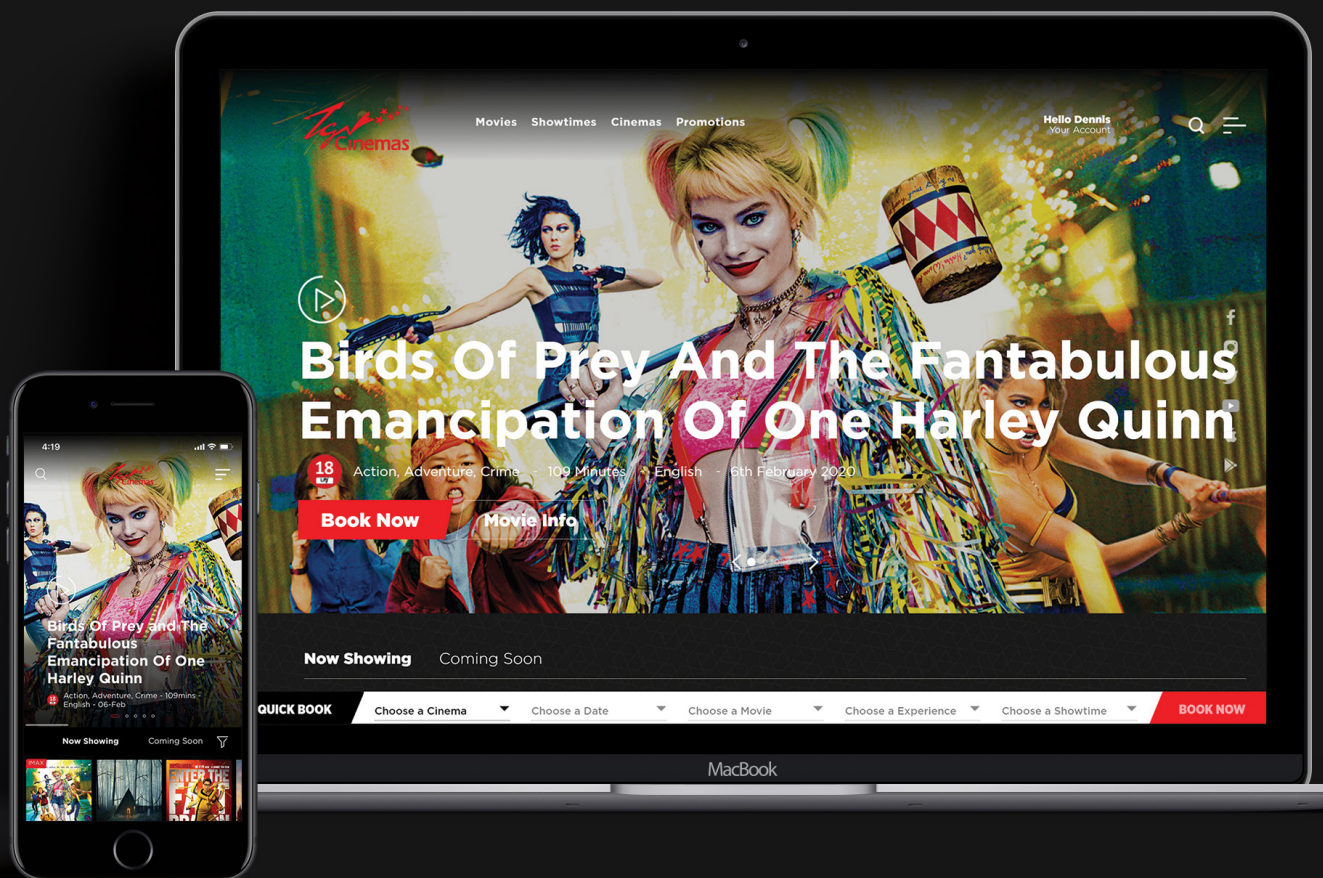 Tgv
Cinemas
Movies Showtimes Cinemas Promotions
Hello Dennis
Your Account
Birds Of Prey And The Fantabulous
Emancipation Of One Harley Quinn
18
Action, Adventure, Crime - 109 Minutes - English - 6th February 2020
Book Now
Movie Info
Now Showing Coming Soon
QUICK BOOK
Choose a Cinema
Choose a Date
Choose a Movie
Choose a Experience
Choose a Showtime
BOOK NOW
MacBook
4:19
Cinemas
Birds Of Prey and The
Fantabulous
Emancipation Of One
Harley Quinn
18
Action, Adventure, Crime - 109mins -
English - 06-Feb
Now Showing Coming Soon
IMAX
ENTER THE